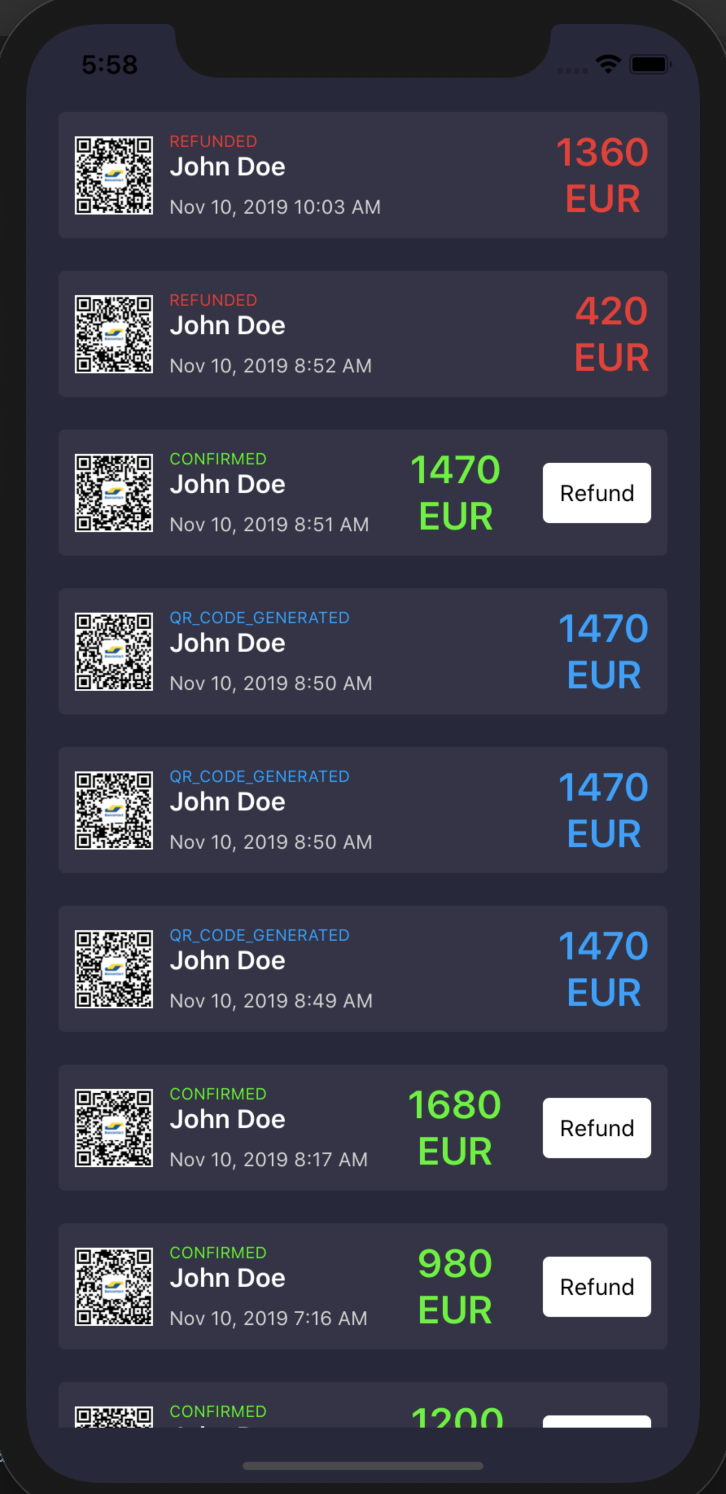 5:58
REFUNDED
John Doe
Nov 10, 2019 10:03 AM
1360
EUR
REFUNDED
John Doe
Nov 10, 2019 8:52 AM
420
EUR
CONFIRMED
John Doe
Nov 10, 2019 8:51 AM
1470
EUR
Refund
QR_CODE_GENERATED
John Doe
Nov 10, 2019 8:50 AM
1470
EUR
QR_CODE_GENERATED
John Doe
Nov 10, 2019 8:50 AM
1470
EUR
QR_CODE_GENERATED
John Doe
Nov 10, 2019 8:49 AM
1470
EUR
CONFIRMED
John Doe
Nov 10, 2019 8:17 AM
1680
EUR
Refund
CONFIRMED
John Doe
Nov 10, 2019 7:16 AM
980
EUR
Refund
CONFIRMED
1200